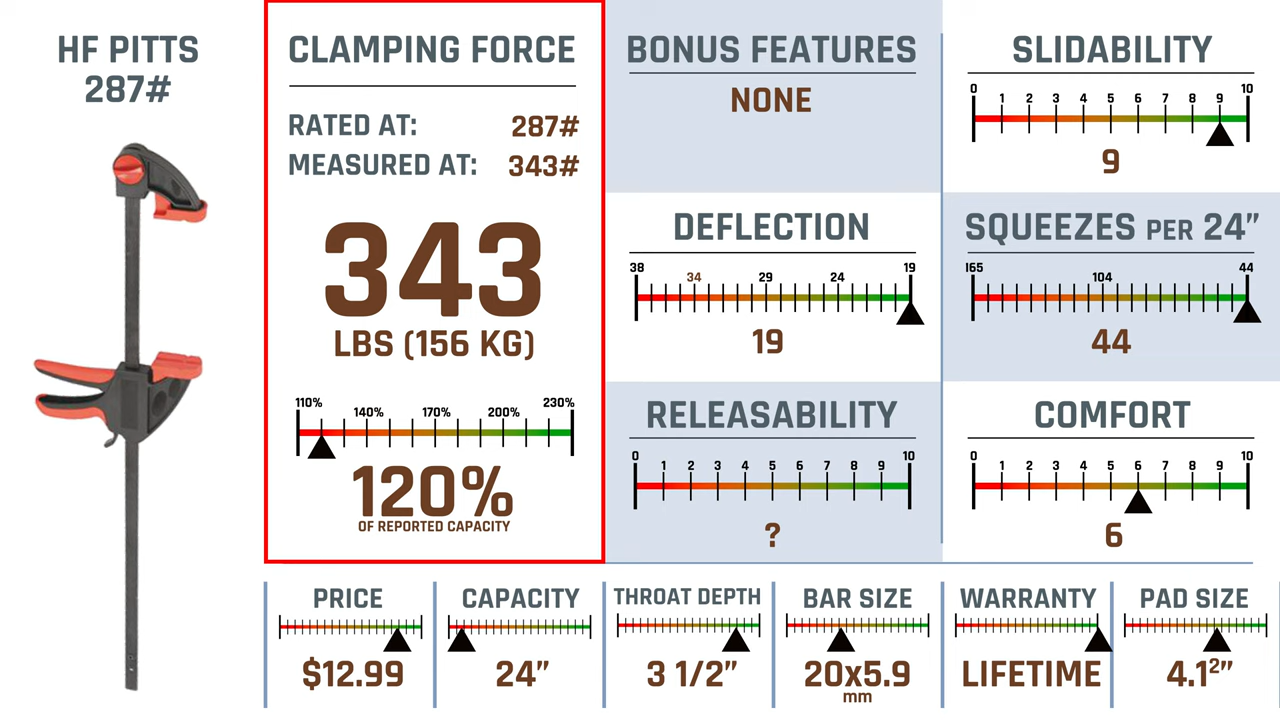 HF PITTS
287#
CLAMPING FORCE
RATED AT: 287#
MEASURED AT: 343#
343
LBS (156 KG)
110% 140% 170% 200% 230%
120%
OF REPORTED CAPACITY
BONUS FEATURES
NONE
SLIDABILITY
0 1 2 3 4 5 6 7 8 9 10
9
DEFLECTION
38 34 29 24 19
19
SQUEEZES PER 24”
165 104 44
44
RELEASABILITY
0 1 2 3 4 5 6 7 8 9 10
?
COMFORT
0 1 2 3 4 5 6 7 8 9 10
6
PRICE
$12.99
CAPACITY
24”
THROAT DEPTH
3 1/2”
BAR SIZE
20x5.9
mm
WARRANTY
LIFETIME
PAD SIZE
4.1²”